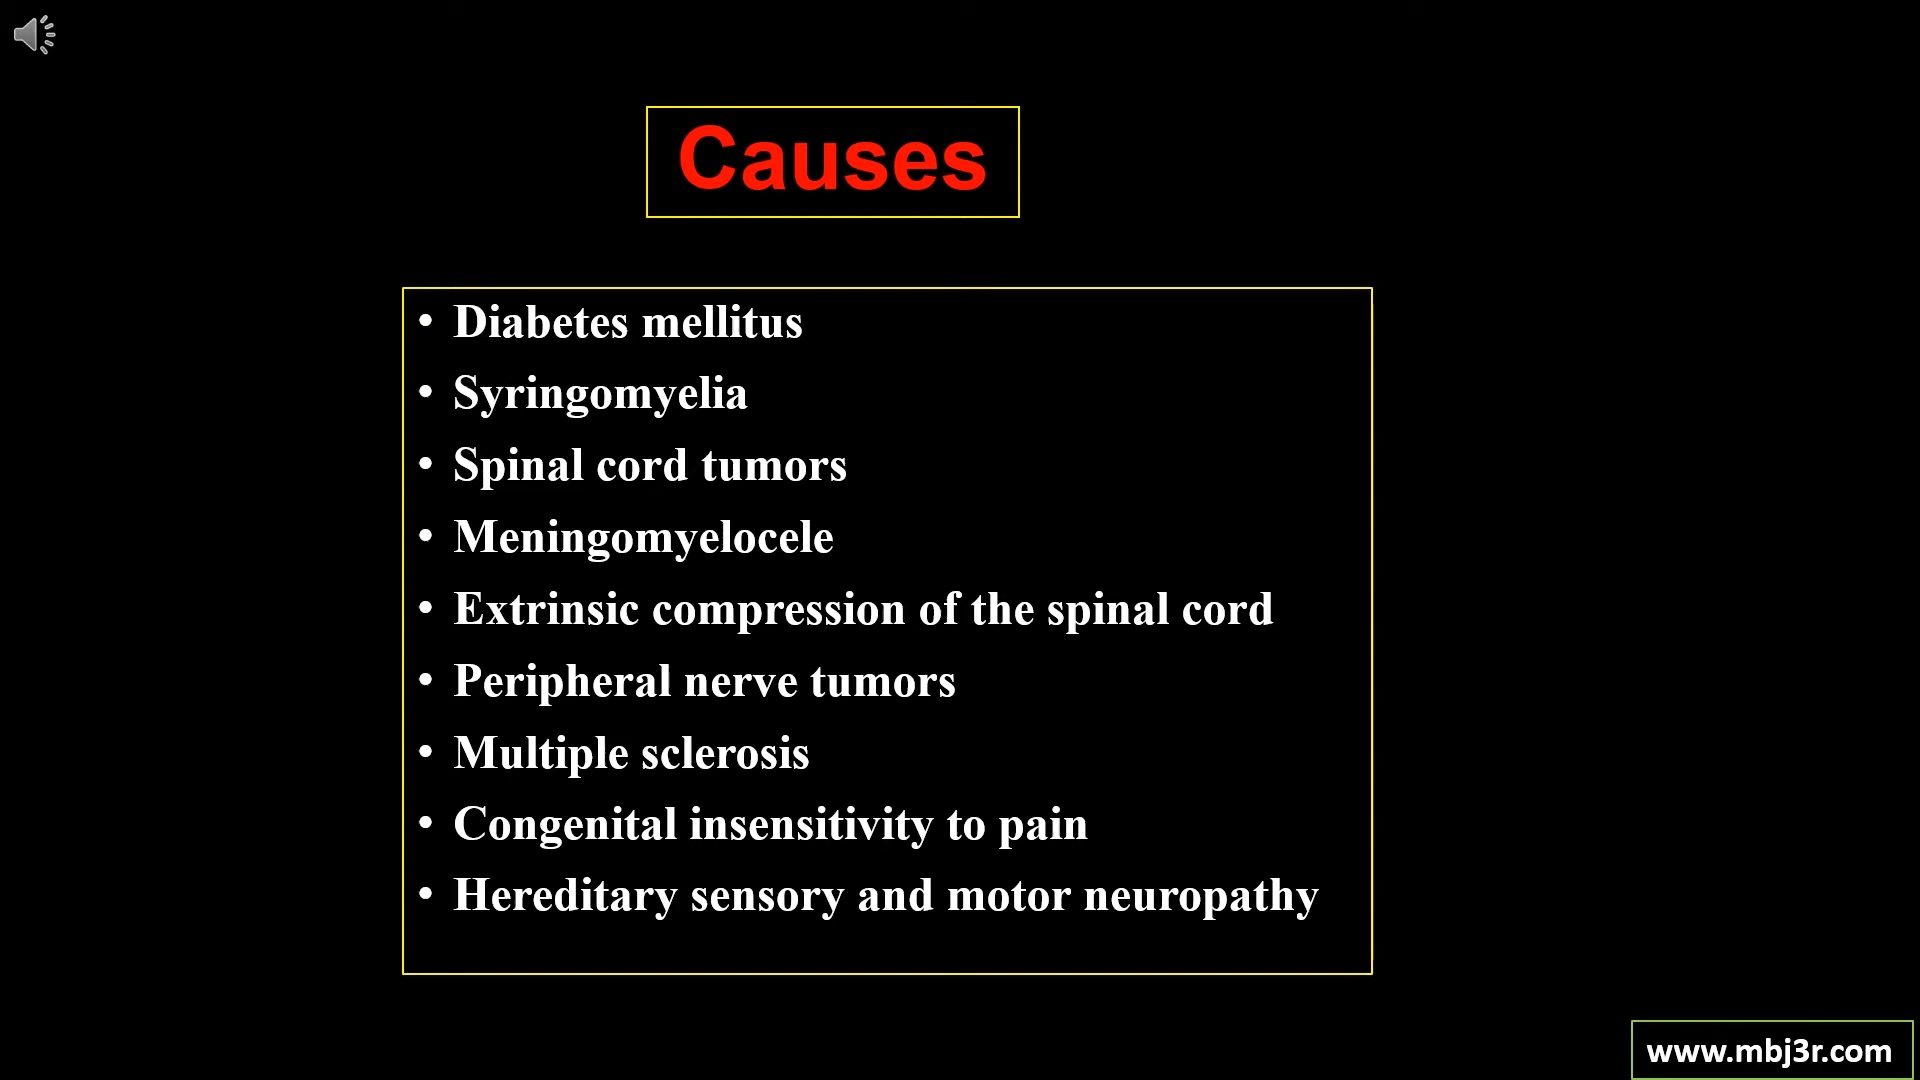 Causes
• Diabetes mellitus
• Syringomyelia
• Spinal cord tumors
• Meningomyelocele
• Extrinsic compression of the spinal cord
• Peripheral nerve tumors
• Multiple sclerosis
• Congenital insensitivity to pain
• Hereditary sensory and motor neuropathy
www.mbj3r.com